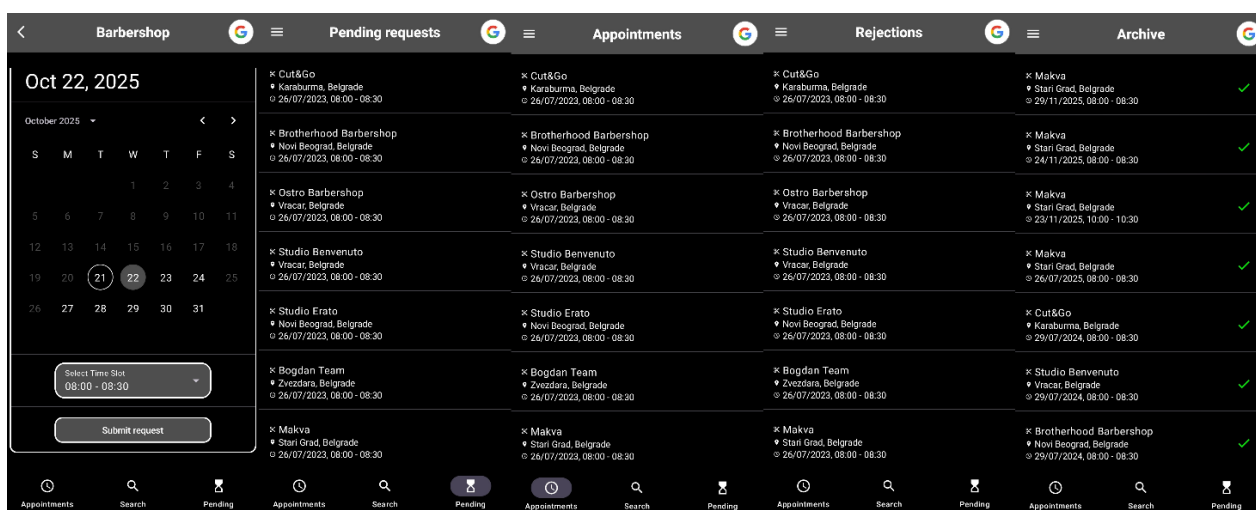 Barbershop
Oct 22, 2025
October 2025
S M T W T F S
1 2 3 4
5 6 7 8 9 10 11
12 13 14 15 16 17 18
19 20 21 22 23 24 25
26 27 28 29 30 31
Select Time Slot
08:00 - 08:30
Submit request
Appointments Search Pending
Pending requests
Cut&Go
Karaburma, Belgrade
26/07/2023, 08:00 - 08:30
Brotherhood Barbershop
Novi Beograd, Belgrade
26/07/2023, 08:00 - 08:30
Ostro Barbershop
Vracar, Belgrade
26/07/2023, 08:00 - 08:30
Studio Benvenuto
Vracar, Belgrade
26/07/2023, 08:00 - 08:30
Studio Erato
Novi Beograd, Belgrade
26/07/2023, 08:00 - 08:30
Bogdan Team
Zvezdara, Belgrade
26/07/2023, 08:00 - 08:30
Makva
Stari Grad, Belgrade
26/07/2023, 08:00 - 08:30
Appointments Search Pending
Appointments
Cut&Go
Karaburma, Belgrade
26/07/2023, 08:00 - 08:30
Brotherhood Barbershop
Novi Beograd, Belgrade
26/07/2023, 08:00 - 08:30
Ostro Barbershop
Vracar, Belgrade
26/07/2023, 08:00 - 08:30
Studio Benvenuto
Vracar, Belgrade
26/07/2023, 08:00 - 08:30
Studio Erato
Novi Beograd, Belgrade
26/07/2023, 08:00 - 08:30
Bogdan Team
Zvezdara, Belgrade
26/07/2023, 08:00 - 08:30
Makva
Stari Grad, Belgrade
26/07/2023, 08:00 - 08:30
Appointments Search Pending
Rejections
Cut&Go
Karaburma, Belgrade
26/07/2023, 08:00 - 08:30
Brotherhood Barbershop
Novi Beograd, Belgrade
26/07/2023, 08:00 - 08:30
Ostro Barbershop
Vracar, Belgrade
26/07/2023, 08:00 - 08:30
Studio Benvenuto
Vracar, Belgrade
26/07/2023, 08:00 - 08:30
Studio Erato
Novi Beograd, Belgrade
26/07/2023, 08:00 - 08:30
Bogdan Team
Zvezdara, Belgrade
26/07/2023, 08:00 - 08:30
Makva
Stari Grad, Belgrade
26/07/2023, 08:00 - 08:30
Appointments Search Pending
Archive
Makva
Stari Grad, Belgrade
29/11/2025, 08:00 - 08:30
Makva
Stari Grad, Belgrade
24/11/2025, 08:00 - 08:30
Makva
Stari Grad, Belgrade
23/11/2025, 10:00 - 10:30
Makva
Stari Grad, Belgrade
26/07/2025, 08:00 - 08:30
Cut&Go
Karaburma, Belgrade
29/07/2024, 08:00 - 08:30
Studio Benvenuto
Vracar, Belgrade
29/07/2024, 08:00 - 08:30
Brotherhood Barbershop
Novi Beograd, Belgrade
29/07/2024, 08:00 - 08:30
Appointments Search Pending